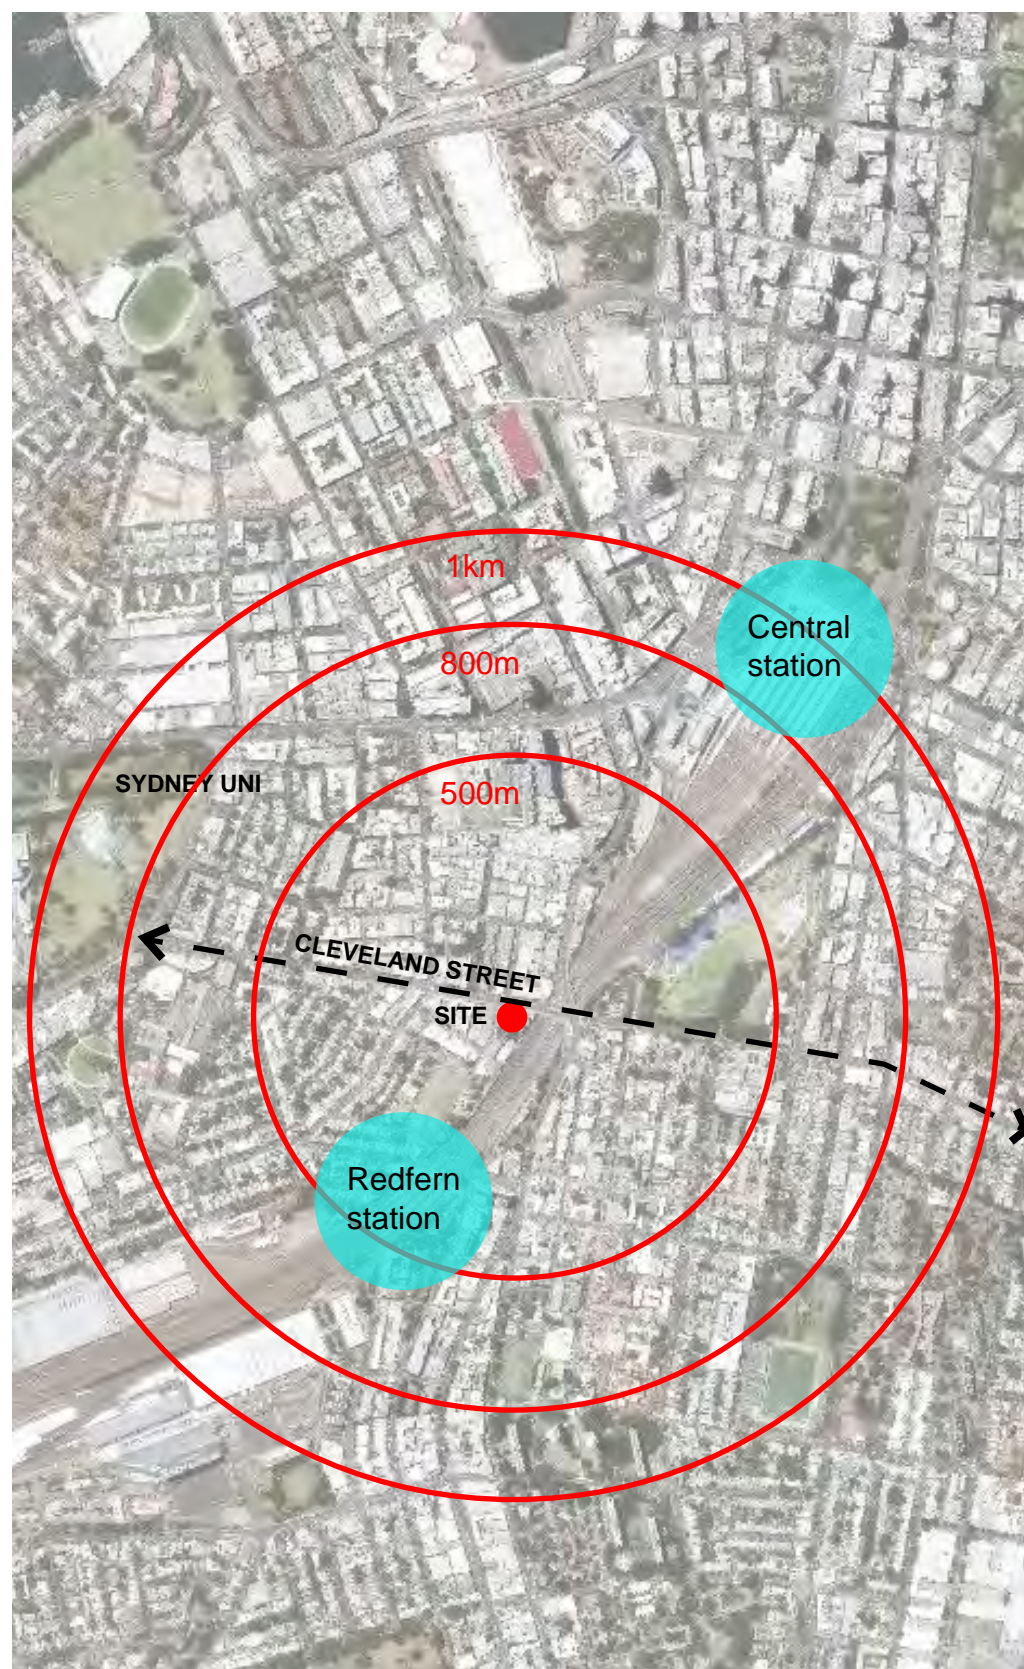 1km
Central
station
800m
SYDNEY UNI
500m
CLEVELAND STREET
SITE
Redfern
station